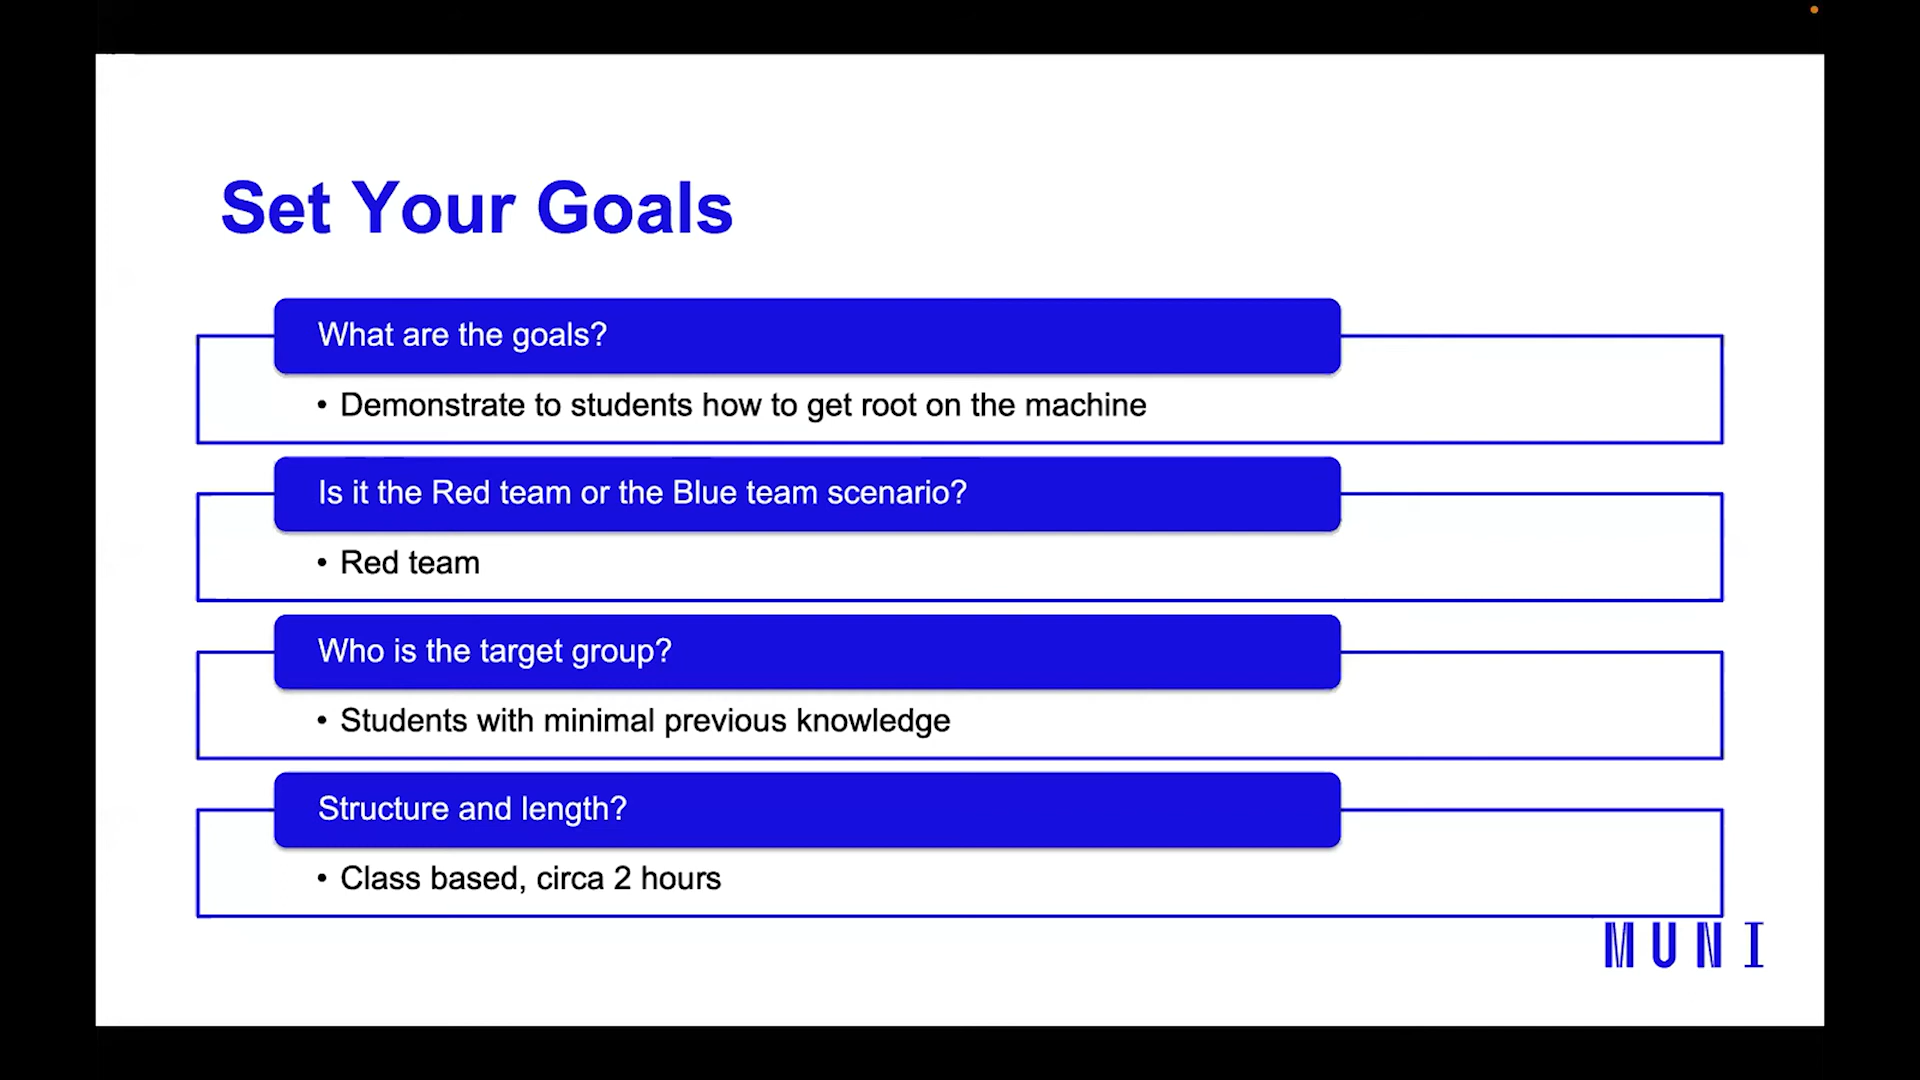 Set Your Goals
What are the goals?
• Demonstrate to students how to get root on the machine
Is it the Red team or the Blue team scenario?
• Red team
Who is the target group?
• Students with minimal previous knowledge
Structure and length?
• Class based, circa 2 hours
MUNI